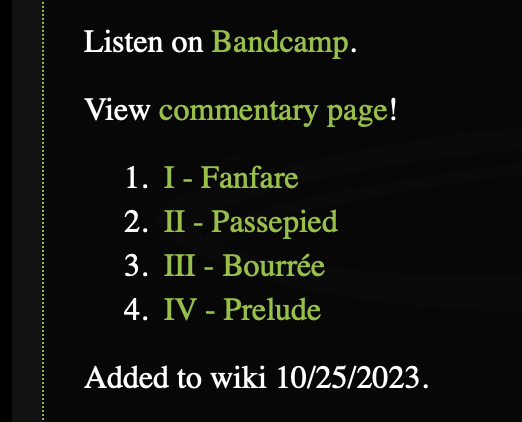 Listen on Bandcamp.
View commentary page!
1. I - Fanfare
2. II - Passepied
3. III - Bourrée
4. IV - Prelude
Added to wiki 10/25/2023.